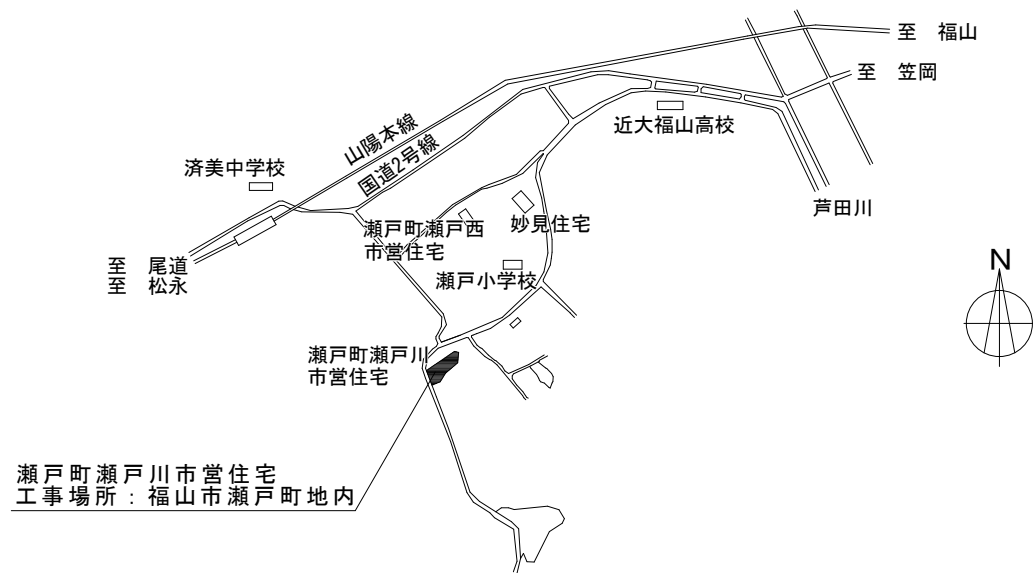 至 福山
至 笠岡
山陽本線
国道2号線
近大福山高校
済美中学校
芦田川
瀬戸町瀬戸西
市営住宅
妙見住宅
至 尾道
至 松永
瀬戸小学校
N
瀬戸町瀬戸川
市営住宅
瀬戸町瀬戸川市営住宅
工事場所：福山市瀬戸町地内